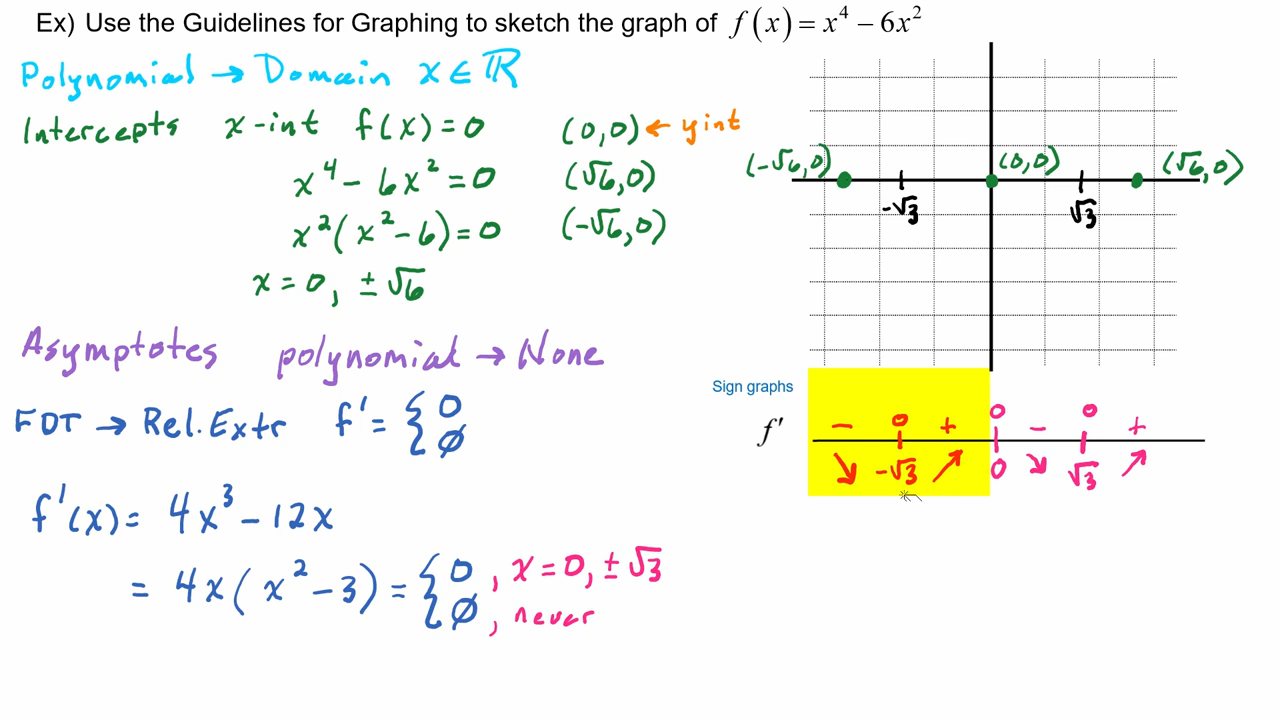 Ex) Use the Guidelines for Graphing to sketch the graph of f(x) = x⁴ − 6x²
Polynomial → Domain x ∈ ℝ
Intercepts x-int f(x) = 0 (0,0) ← y int
x⁴ − 6x² = 0 (√6,0)
x²(x² − 6) = 0 (−√6,0)
x = 0, ± √6
Asymptotes polynomial → None
FDT → Rel. Extr f' = { 0
∅
f'(x) = 4x³ − 12x
= 4x(x² − 3) = { 0, x = 0, ± √3
∅, never
(−√6,0) (0,0) (√6,0)
−√3 √3
Sign graphs
− 0 + 0 − 0 +
f'
↘ −√3 ↗ 0 ↘ √3 ↗